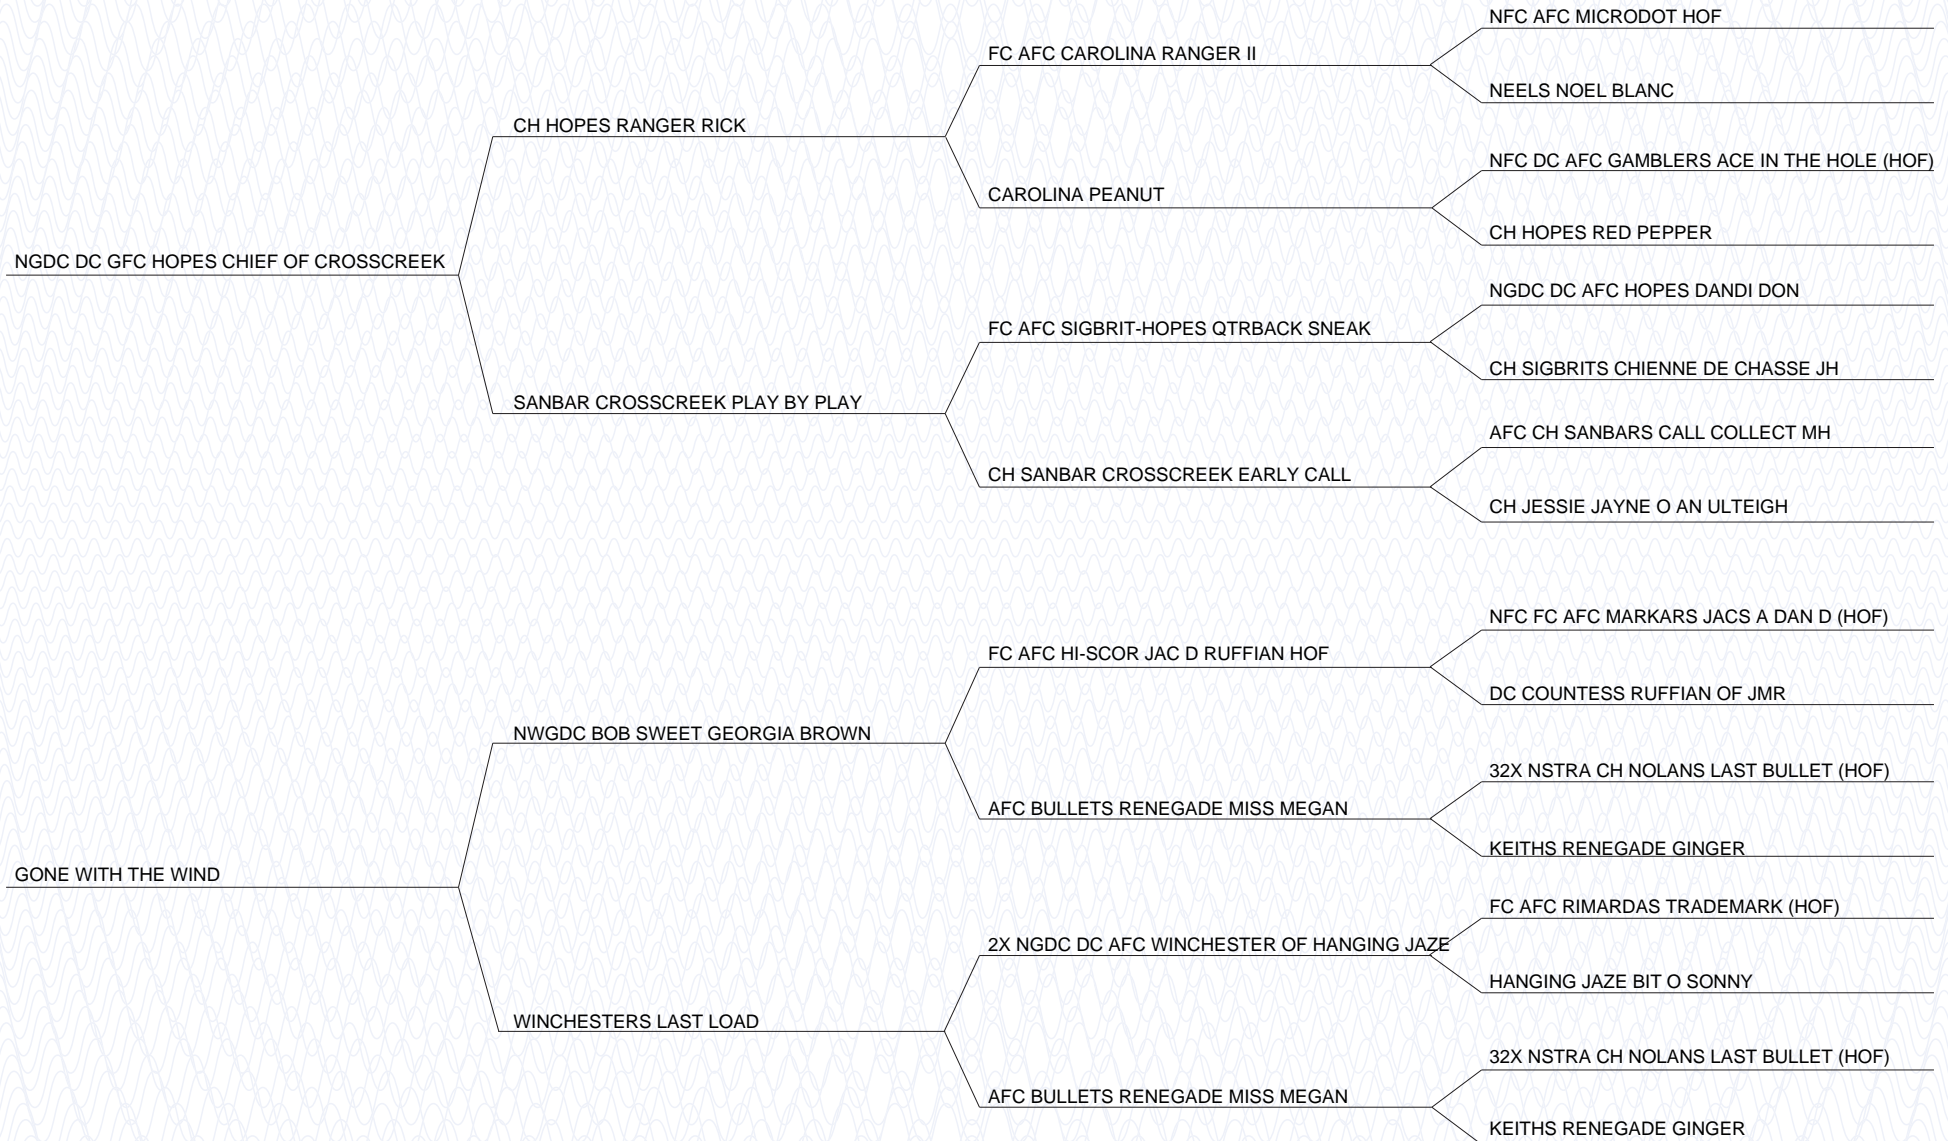 NFC AFC MICRODOT HOF
FC AFC CAROLINA RANGER II
NEELS NOEL BLANC
CH HOPES RANGER RICK
NFC DC AFC GAMBLERS ACE IN THE HOLE (HOF)
CAROLINA PEANUT
CH HOPES RED PEPPER
NGDC DC GFC HOPES CHIEF OF CROSSCREEK
NGDC DC AFC HOPES DANDI DON
FC AFC SIGBRIT-HOPES QTRBACK SNEAK
CH SIGBRITS CHIENNE DE CHASSE JH
SANBAR CROSSCREEK PLAY BY PLAY
AFC CH SANBARS CALL COLLECT MH
CH SANBAR CROSSCREEK EARLY CALL
CH JESSIE JAYNE O AN ULTEIGH
NFC FC AFC MARKARS JACS A DAN D (HOF)
FC AFC HI-SCOR JAC D RUFFIAN HOF
DC COUNTESS RUFFIAN OF JMR
NWGDC BOB SWEET GEORGIA BROWN
32X NSTRA CH NOLANS LAST BULLET (HOF)
AFC BULLETS RENEGADE MISS MEGAN
KEITHS RENEGADE GINGER
GONE WITH THE WIND
FC AFC RIMARDAS TRADEMARK (HOF)
2X NGDC DC AFC WINCHESTER OF HANGING JAZE
HANGING JAZE BIT O SONNY
WINCHESTERS LAST LOAD
32X NSTRA CH NOLANS LAST BULLET (HOF)
AFC BULLETS RENEGADE MISS MEGAN
KEITHS RENEGADE GINGER